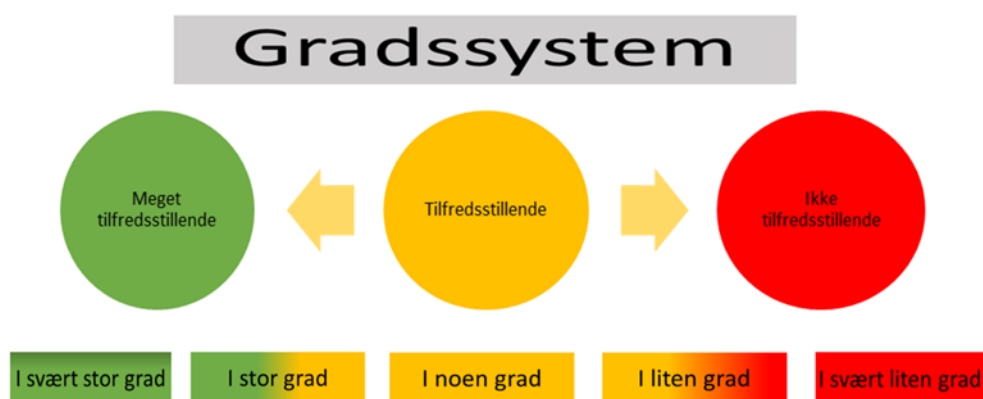 Gradssystem
Meget
tilfredsstillende
Tilfredsstillende
Ikke
tilfredsstillende
I svært stor grad
I stor grad
I noen grad
I liten grad
I svært liten grad